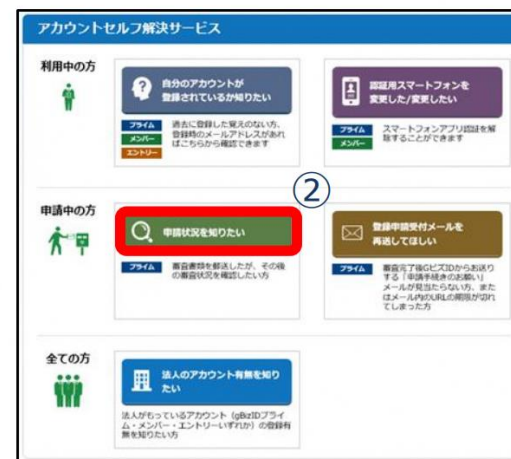 アカウントセルフ解決サービス
利用中の方
自分のアカウントが
登録されているか知りたい
プライム
メンバー
エントリー
過去に登録した覚えのない方、
登録時のメールアドレスがあれ
ばこちらから確認できます
認証用スマートフォンを
変更した/変更したい
プライム
メンバー
スマートフォンアプリ認証を解
除することができます
②
申請中の方
申請状況を知りたい
プライム
審査書類を郵送したが、その後
の審査状況を確認したい方
登録申請受付メールを
再送してほしい
プライム
審査完了後GビズIDからお送り
する「申請手続きのお願い」
メールが見当たらない方、また
はメール内のURLの期限が切れ
てしまった方
全ての方
法人のアカウント有無を知り
たい
法人がもっているアカウント（gBizIDプライ
ム・メンバー・エントリーいずれか）の登録有
無を知りたい方